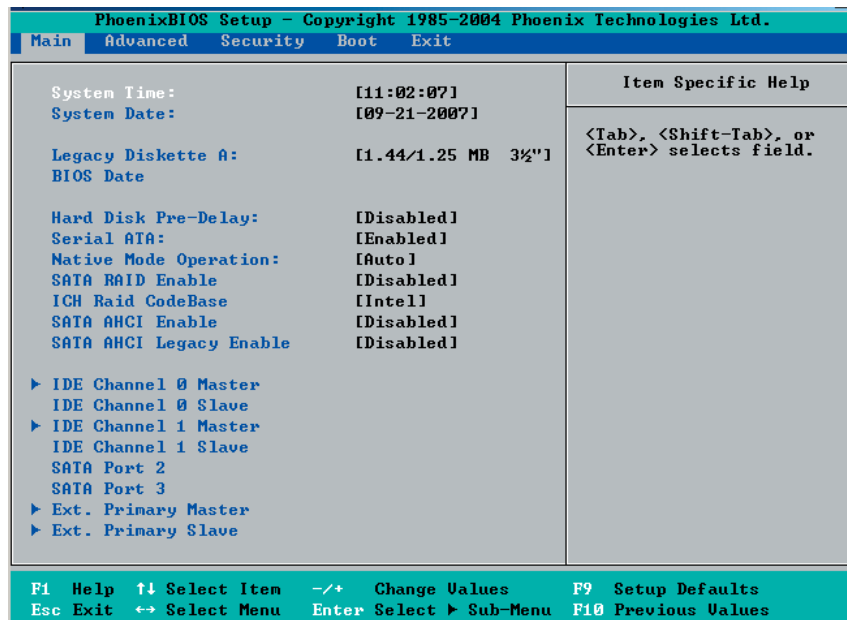 PhoenixBIOS Setup – Copyright 1985-2004 Phoenix Technologies Ltd.
Main Advanced Security Boot Exit
System Time: [11:02:07]
System Date: [09-21-2007]
Legacy Diskette A: [1.44/1.25 MB 3½"]
BIOS Date
Hard Disk Pre-Delay: [Disabled]
Serial ATA: [Enabled]
Native Mode Operation: [Auto]
SATA RAID Enable [Disabled]
ICH Raid CodeBase [Intel]
SATA AHCI Enable [Disabled]
SATA AHCI Legacy Enable [Disabled]
▶ IDE Channel 0 Master
IDE Channel 0 Slave
▶ IDE Channel 1 Master
IDE Channel 1 Slave
SATA Port 2
SATA Port 3
▶ Ext. Primary Master
▶ Ext. Primary Slave
Item Specific Help
<Tab>, <Shift-Tab>, or
<Enter> selects field.
F1 Help ↑↓ Select Item -/+ Change Values F9 Setup Defaults
Esc Exit ↔ Select Menu Enter Select ▶ Sub-Menu F10 Previous Values